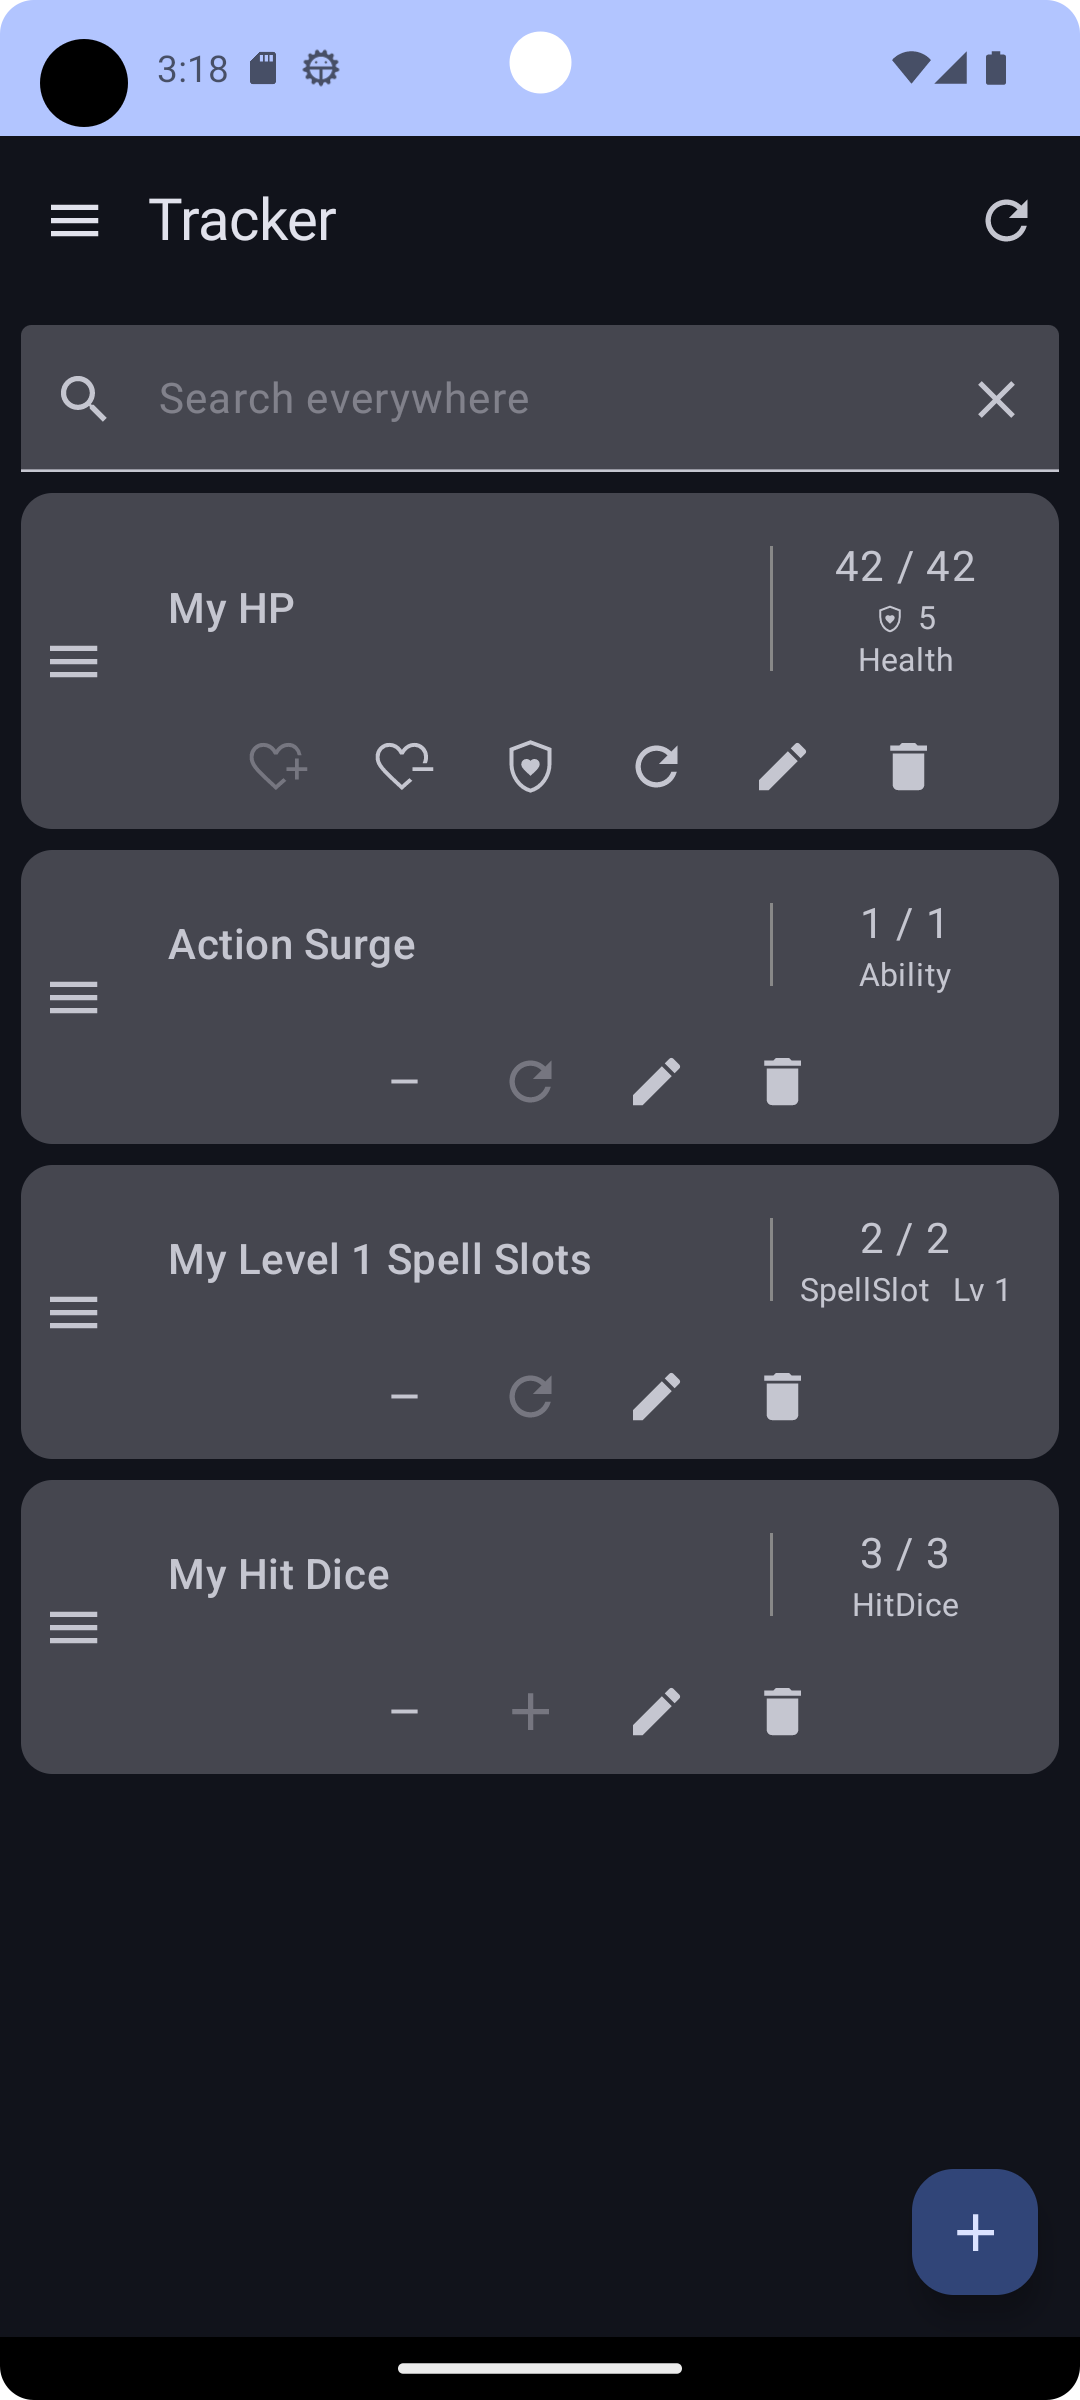 3:18
Tracker
Search everywhere
My HP
42 / 42
5
Health
Action Surge
1 / 1
Ability
My Level 1 Spell Slots
2 / 2
SpellSlot Lv 1
My Hit Dice
3 / 3
HitDice